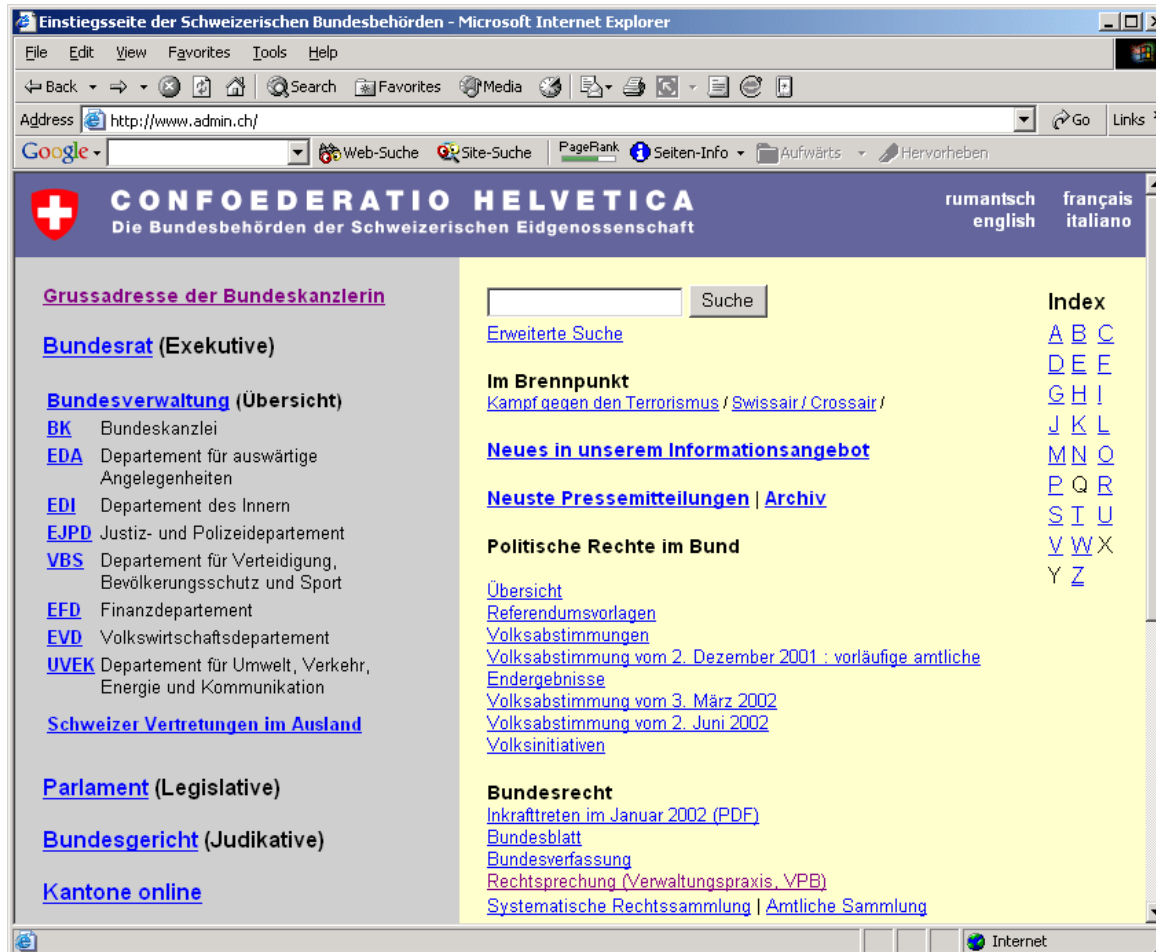 Einstiegsseite der Schweizerischen Bundesbehörden - Microsoft Internet Explorer
File Edit View Favorites Tools Help
Back Search Favorites Media
Address http://www.admin.ch/ Go Links
Google Web-Suche Site-Suche PageRank Seiten-Info Aufwärts Hervorheben
CONFOEDERATIO HELVETICA
Die Bundesbehörden der Schweizerischen Eidgenossenschaft
rumantsch français
english italiano
Grussadresse der Bundeskanzlerin
Bundesrat (Exekutive)
Bundesverwaltung (Übersicht)
BK Bundeskanzlei
EDA Departement für auswärtige
Angelegenheiten
EDI Departement des Innern
EJPD Justiz- und Polizeidepartement
VBS Departement für Verteidigung,
Bevölkerungsschutz und Sport
EFD Finanzdepartement
EVD Volkswirtschaftsdepartement
UVEK Departement für Umwelt, Verkehr,
Energie und Kommunikation
Schweizer Vertretungen im Ausland
Parlament (Legislative)
Bundesgericht (Judikative)
Kantone online
Suche
Erweiterte Suche
Im Brennpunkt
Kampf gegen den Terrorismus / Swissair / Crossair /
Neues in unserem Informationsangebot
Neuste Pressemitteilungen | Archiv
Politische Rechte im Bund
Übersicht
Referendumsvorlagen
Volksabstimmungen
Volksabstimmung vom 2. Dezember 2001 : vorläufige amtliche
Endergebnisse
Volksabstimmung vom 3. März 2002
Volksabstimmung vom 2. Juni 2002
Volksinitiativen
Bundesrecht
Inkrafttreten im Januar 2002 (PDF)
Bundesblatt
Bundesverfassung
Rechtsprechung (Verwaltungspraxis, VPB)
Systematische Rechtssammlung | Amtliche Sammlung
Index
A B C
D E F
G H I
J K L
M N O
P Q R
S T U
V W X
Y Z
Internet